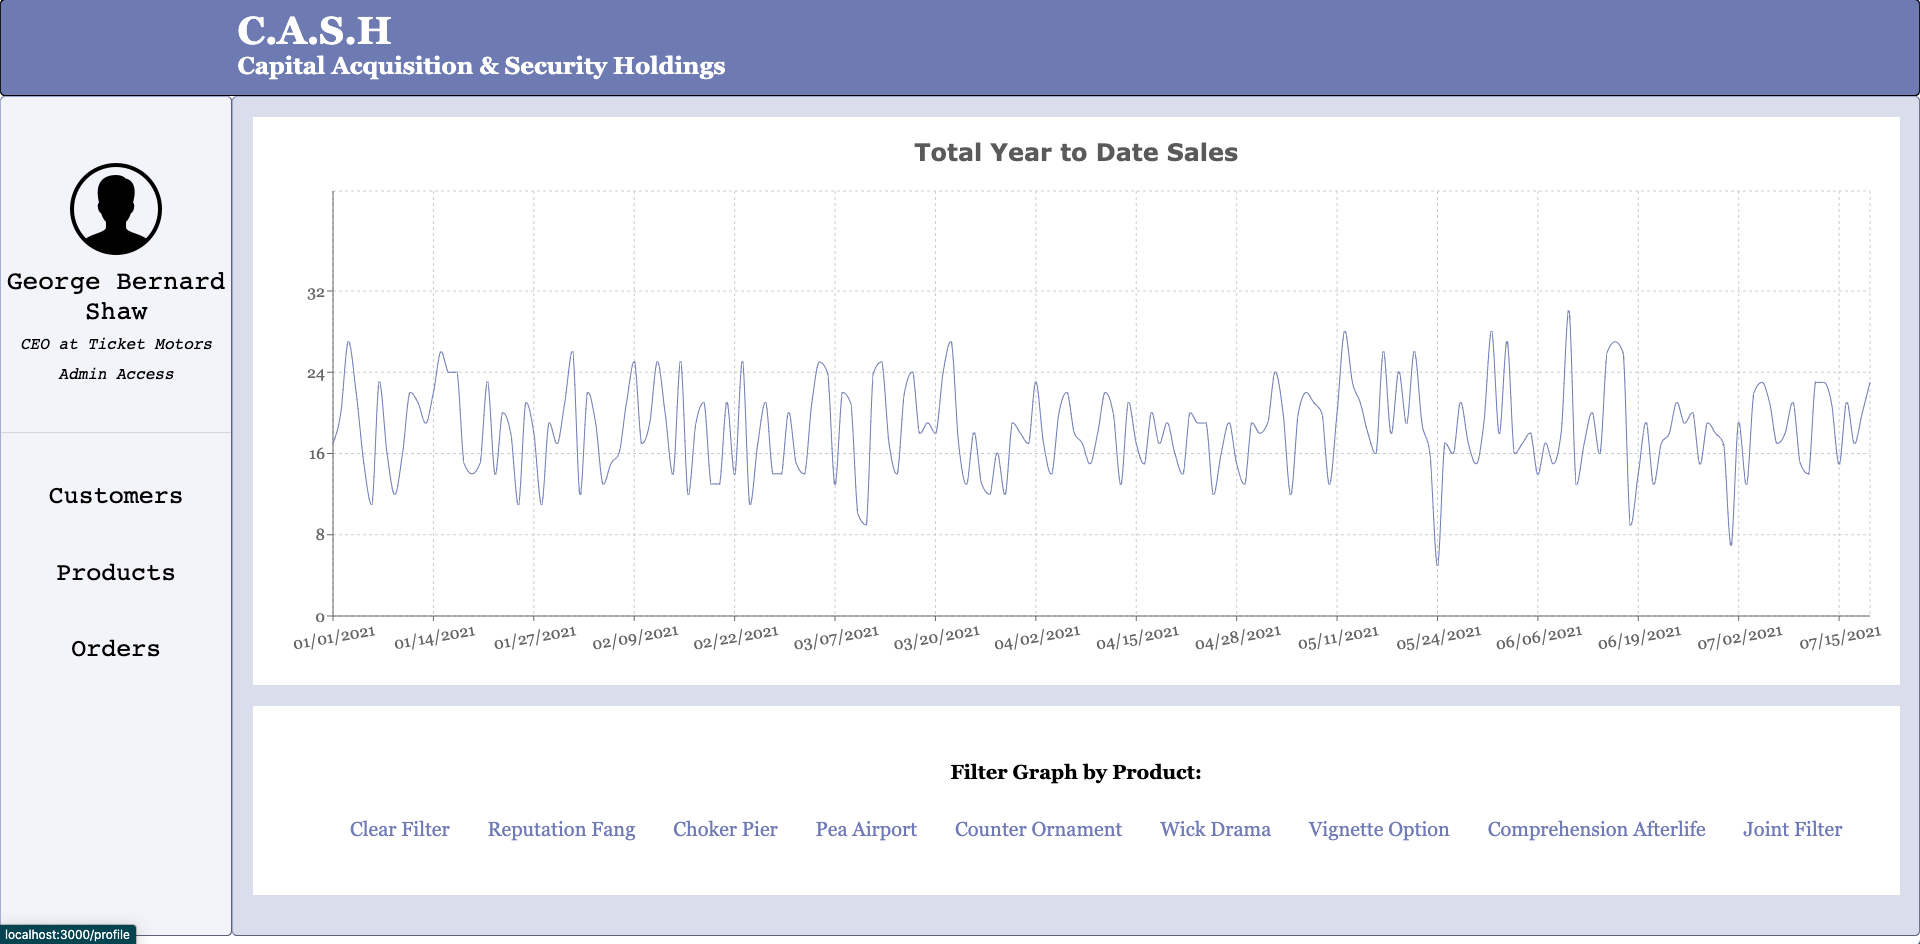 C.A.S.H
Capital Acquisition & Security Holdings
George Bernard
Shaw
CEO at Ticket Motors
Admin Access
Customers
Products
Orders
Total Year to Date Sales
32
24
16
8
0
01/01/2021 01/14/2021 01/27/2021 02/09/2021 02/22/2021 03/07/2021 03/20/2021 04/02/2021 04/15/2021 04/28/2021 05/11/2021 05/24/2021 06/06/2021 06/19/2021 07/02/2021 07/15/2021
Filter Graph by Product:
Clear Filter Reputation Fang Choker Pier Pea Airport Counter Ornament Wick Drama Vignette Option Comprehension Afterlife Joint Filter
localhost:3000/profile